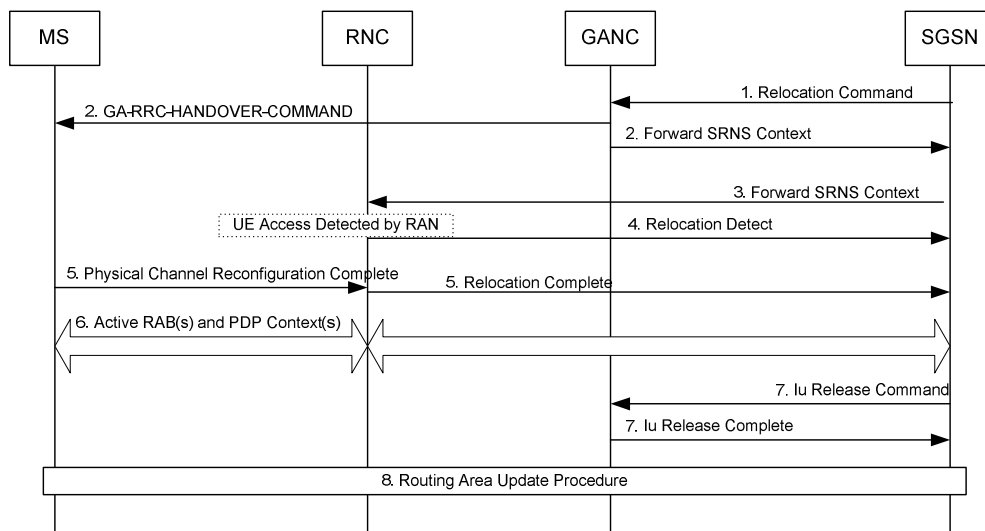 MS
RNC
GANC
SGSN
1. Relocation Command
2. GA-RRC-HANDOVER-COMMAND
2. Forward SRNS Context
3. Forward SRNS Context
UE Access Detected by RAN
4. Relocation Detect
5. Physical Channel Reconfiguration Complete
5. Relocation Complete
6. Active RAB(s) and PDP Context(s)
7. Iu Release Command
7. Iu Release Complete
8. Routing Area Update Procedure